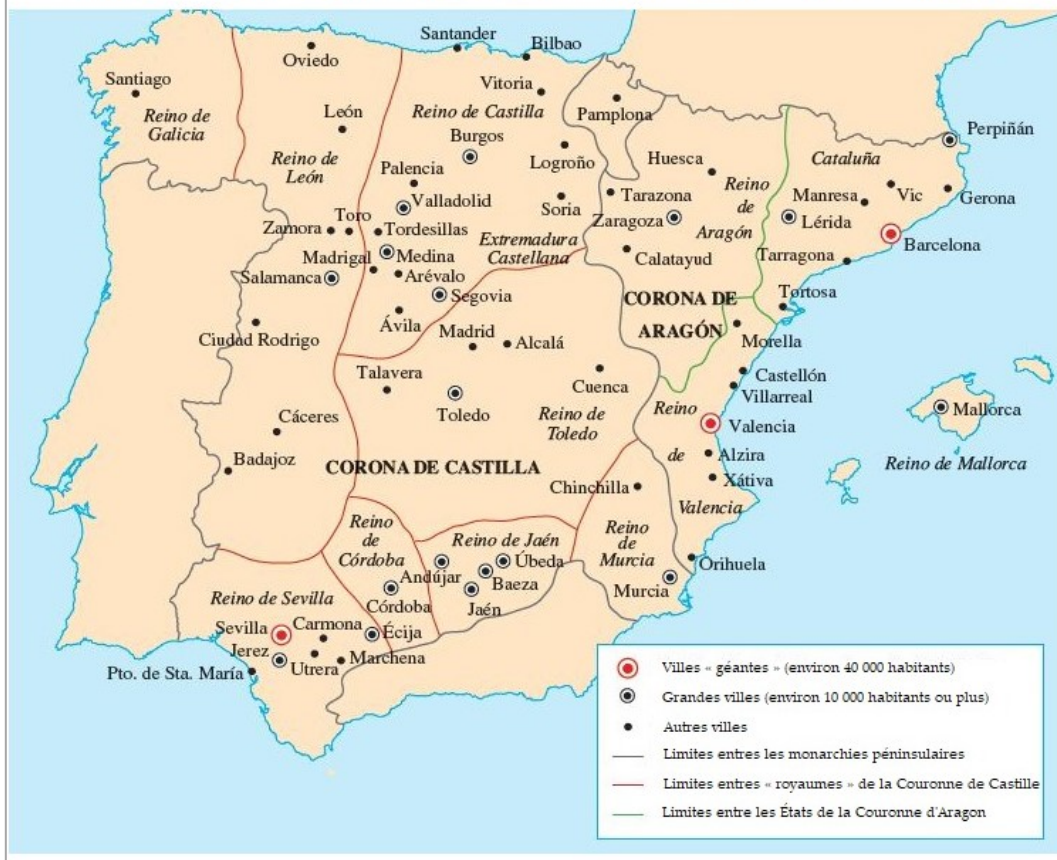 Santander
Bilbao
Oviedo
Santiago
Vitoria
Reino de
Galicia
León
Reino de Castilla
Burgos
Pamplona
Perpiñán
Reino de
León
Palencia
Logroño
Huesca
Cataluña
Valladolid
Soria
Tarazona
Reino
de
Aragón
Manresa
Vic
Gerona
Zamora
Toro
Tordesillas
Zaragoza
Lérida
Barcelona
Madrigal
Medina
Extremadura
Castellana
Calatayud
Tarragona
Salamanca
Arévalo
Segovia
CORONA DE
ARAGÓN
Tortosa
Ciudad Rodrigo
Ávila
Madrid
Alcalá
Morella
Talavera
Cuenca
Castellón
Villarreal
Toledo
Reino de
Toledo
Reino
de
Valencia
Valencia
Mallorca
Cáceres
Alzira
Reino de Mallorca
Badajoz
CORONA DE CASTILLA
Chinchilla
Xátiva
Reino
de
Córdoba
Reino de Jaén
Reino
de
Murcia
Andújar
Úbeda
Baeza
Orihuela
Córdoba
Jaén
Murcia
Reino de Sevilla
Sevilla
Carmona
Écija
Jerez
Utrera
Marchena
Pto. de Sta. María
Villes « géantes » (environ 40 000 habitants)
Grandes villes (environ 10 000 habitants ou plus)
Autres villes
Limites entre les monarchies péninsulaires
Limites entres « royaumes » de la Couronne de Castille
Limites entre les États de la Couronne d'Aragon